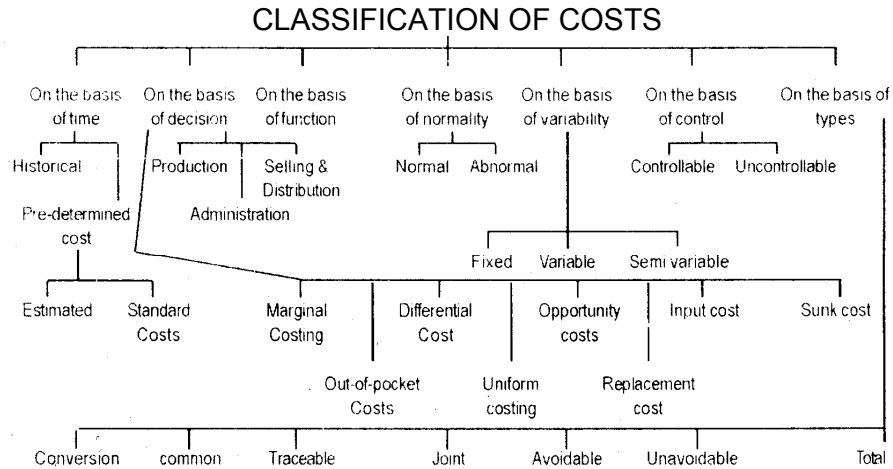 CLASSIFICATION OF COSTS
On the basis On the basis On the basis On the basis On the basis On the basis On the basis of
of time of decision of function of normality of variability of control types
Historical Production Selling & Normal Abnormal Controllable Uncontrollable
Distribution
Pre-determined Administration
cost
Fixed Variable Semi variable
Estimated Standard Marginal Differential Opportunity Input cost Sunk cost
Costs Costing Cost costs
Out-of-pocket Uniform Replacement
Costs costing cost
Conversion common Traceable Joint Avoidable Unavoidable Total